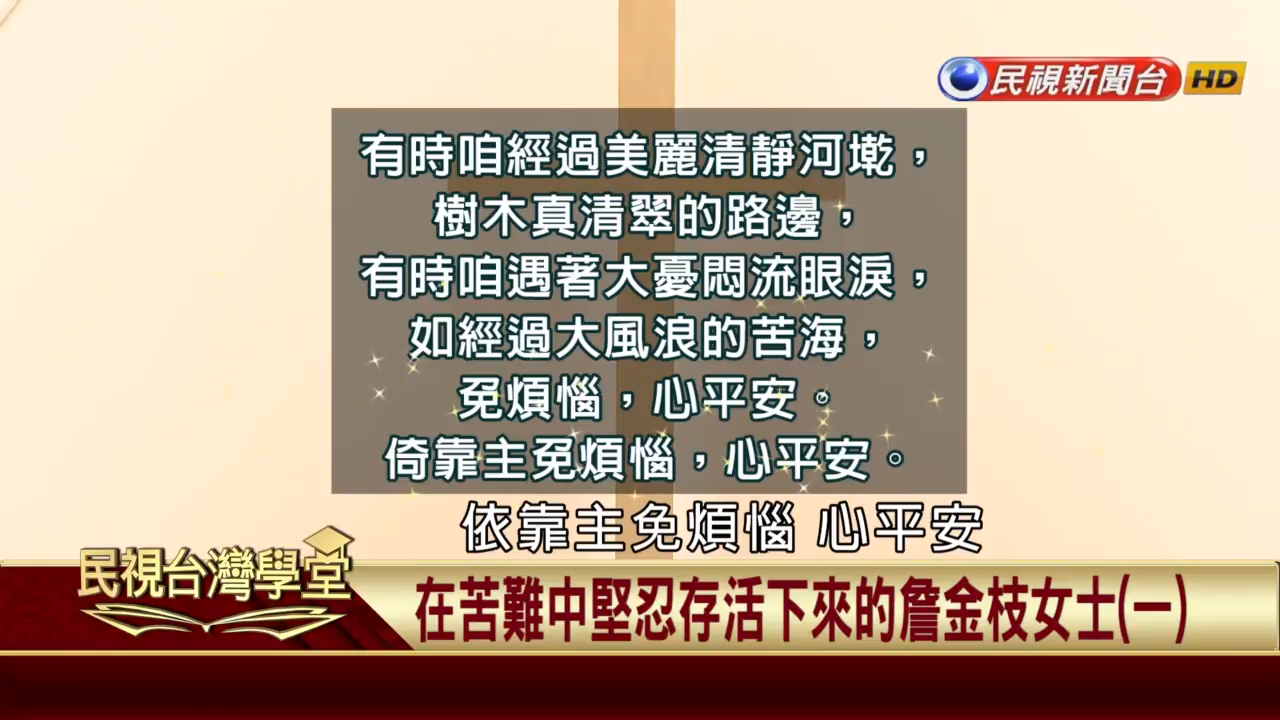 民視新聞台 HD
有時咱經過美麗清靜河墘，
樹木真清翠的路邊，
有時咱遇著大憂悶流眼淚，
如經過大風浪的苦海，
免煩惱，心平安。
倚靠主免煩惱，心平安。
依靠主免煩惱 心平安
民視台灣學堂
在苦難中堅忍存活下來的詹金枝女士(一)